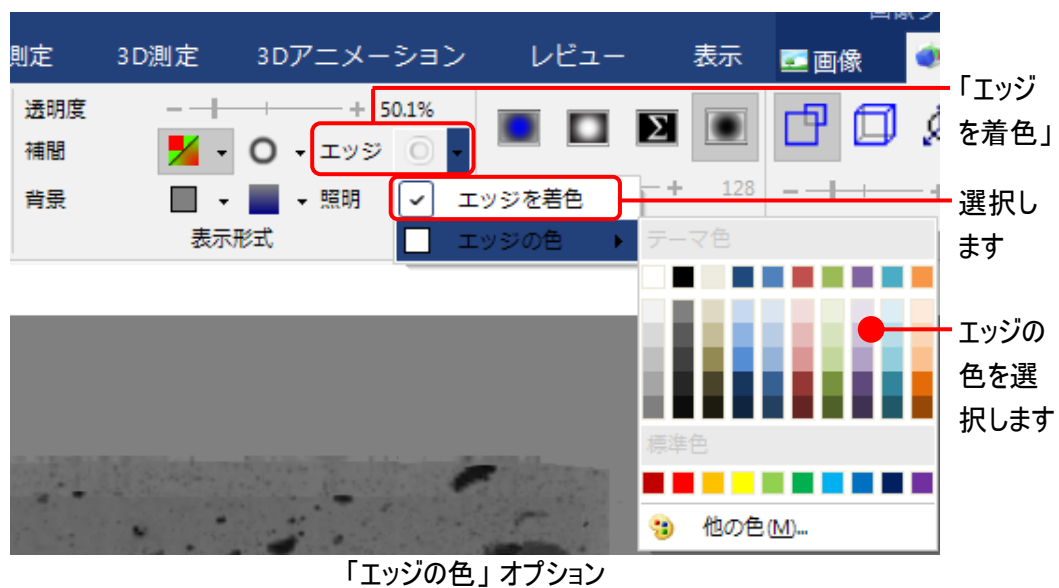 測定 3D測定 3Dアニメーション レビュー 表示 画像
透明度 50.1%
補間 エッジ
背景 照明 エッジを着色 128
表示形式 エッジの色 テーマ色
標準色
他の色(M)...
「エッジ
を着色」
選択し
ます
エッジの
色を選
択します
「エッジの色」オプション